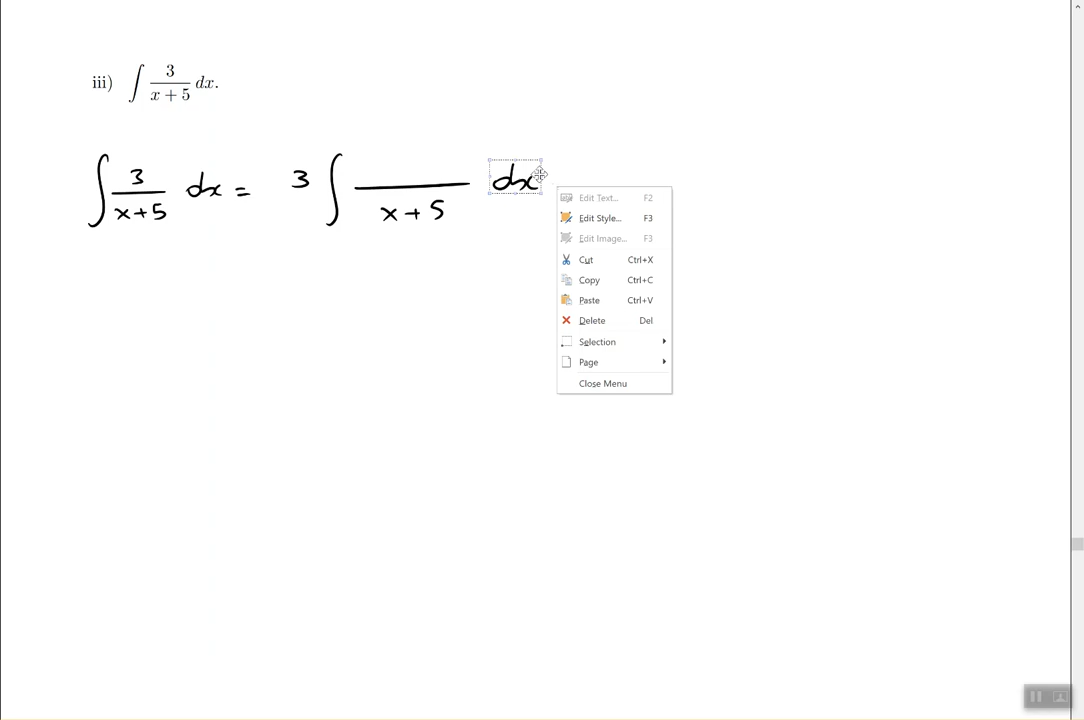 iii) ∫ 3/(x + 5) dx.
∫ 3/(x+5) dx = 3 ∫ /(x+5) dx
Edit Text... F2
Edit Style... F3
Edit Image... F3
Cut Ctrl+X
Copy Ctrl+C
Paste Ctrl+V
Delete Del
Selection
Page
Close Menu